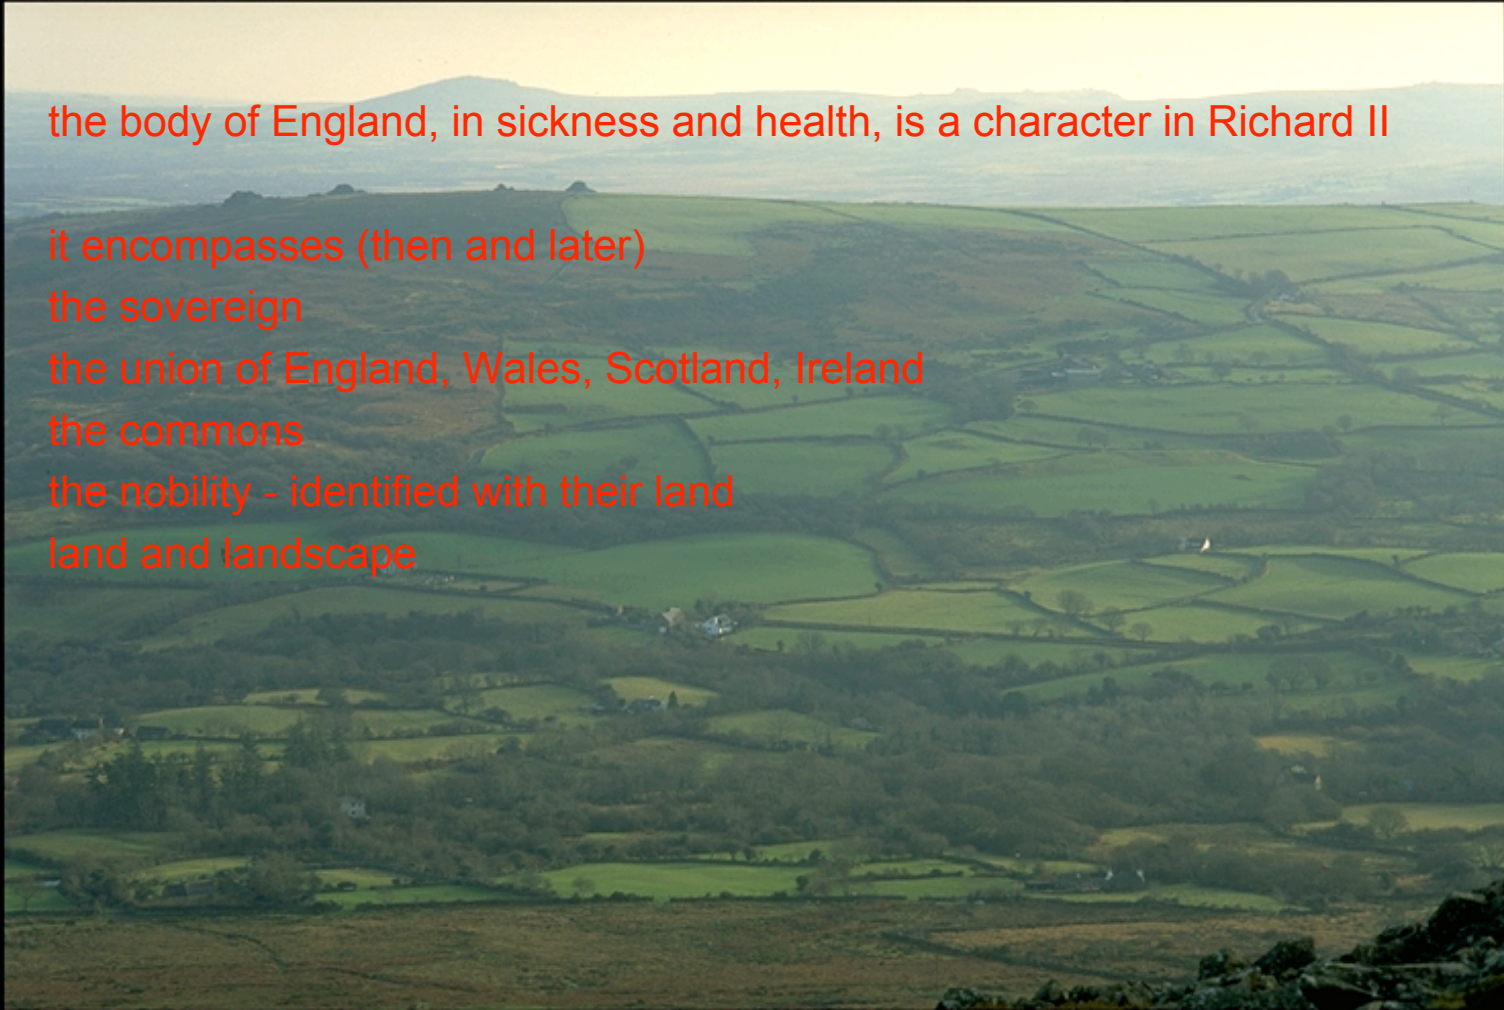 the body of England, in sickness and health, is a character in Richard II
it encompasses (then and later)
the sovereign
the union of England, Wales, Scotland, Ireland
the commons
the nobility - identified with their land
land and landscape